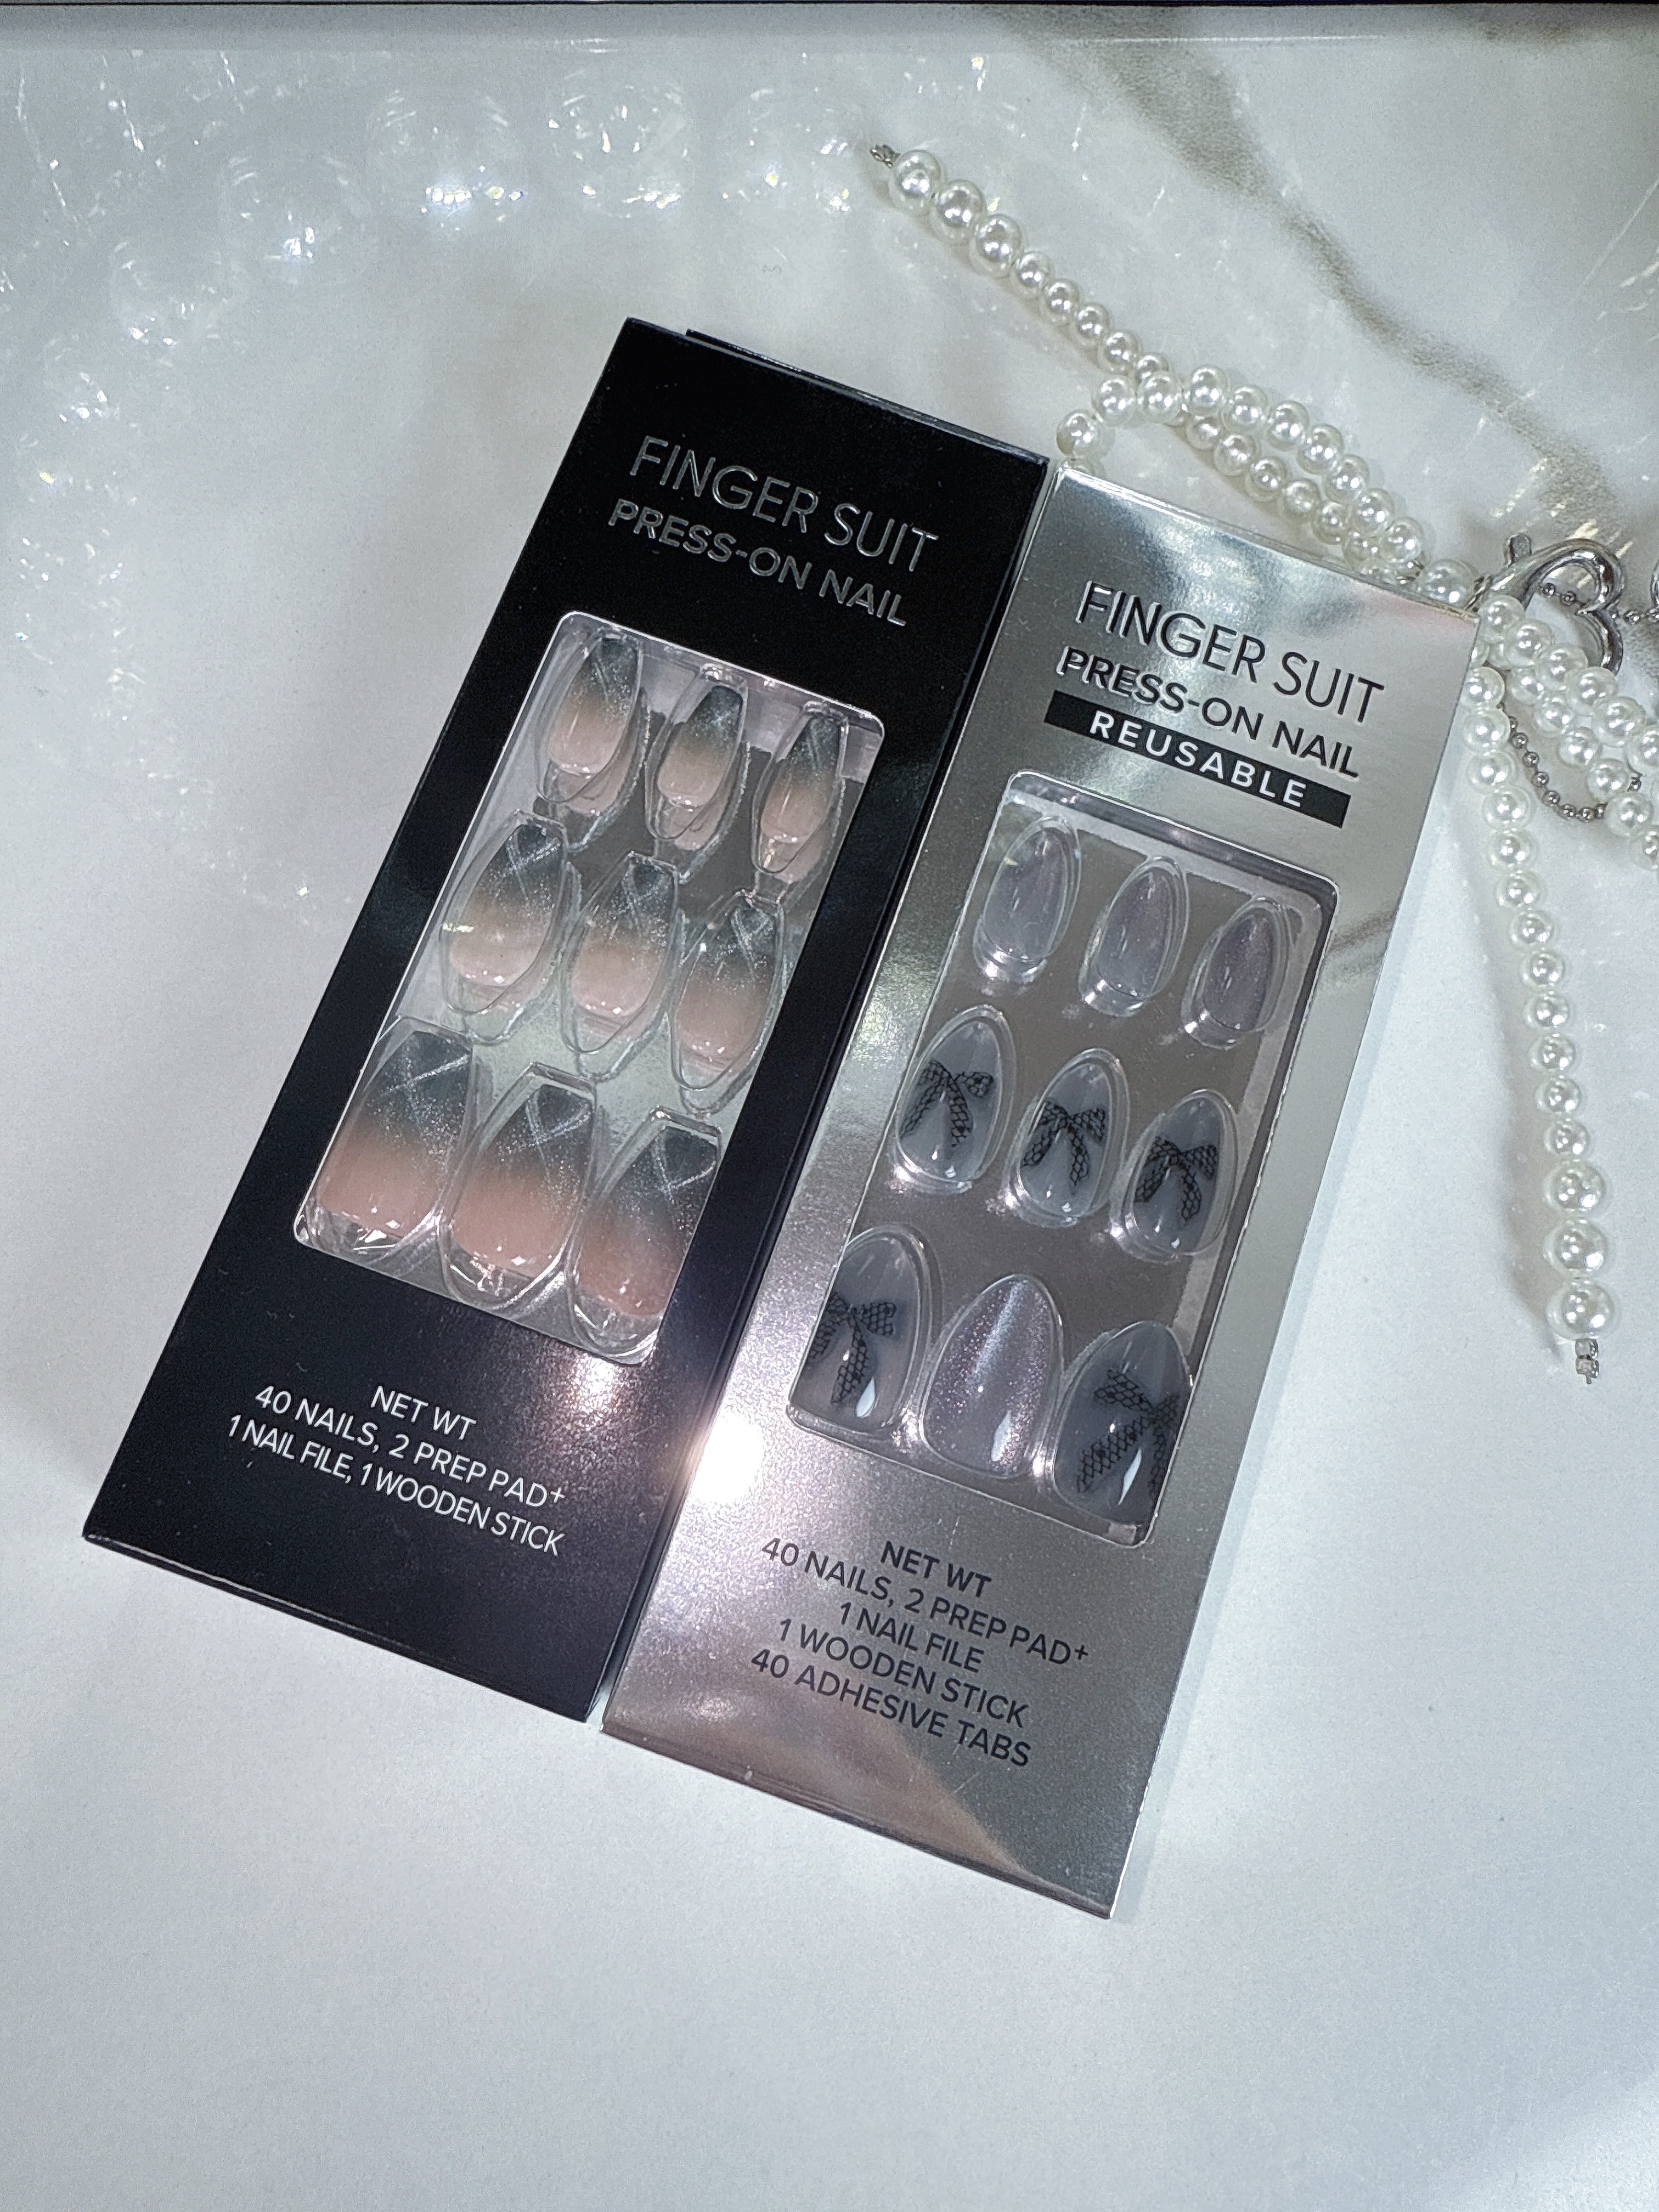 FINGER SUIT
PRESS-ON NAIL
NET WT
40 NAILS, 2 PREP PAD+
1 NAIL FILE, 1 WOODEN STICK
FINGER SUIT
PRESS-ON NAIL
REUSABLE
NET WT
40 NAILS, 2 PREP PAD+
1 NAIL FILE
1 WOODEN STICK
40 ADHESIVE TABS